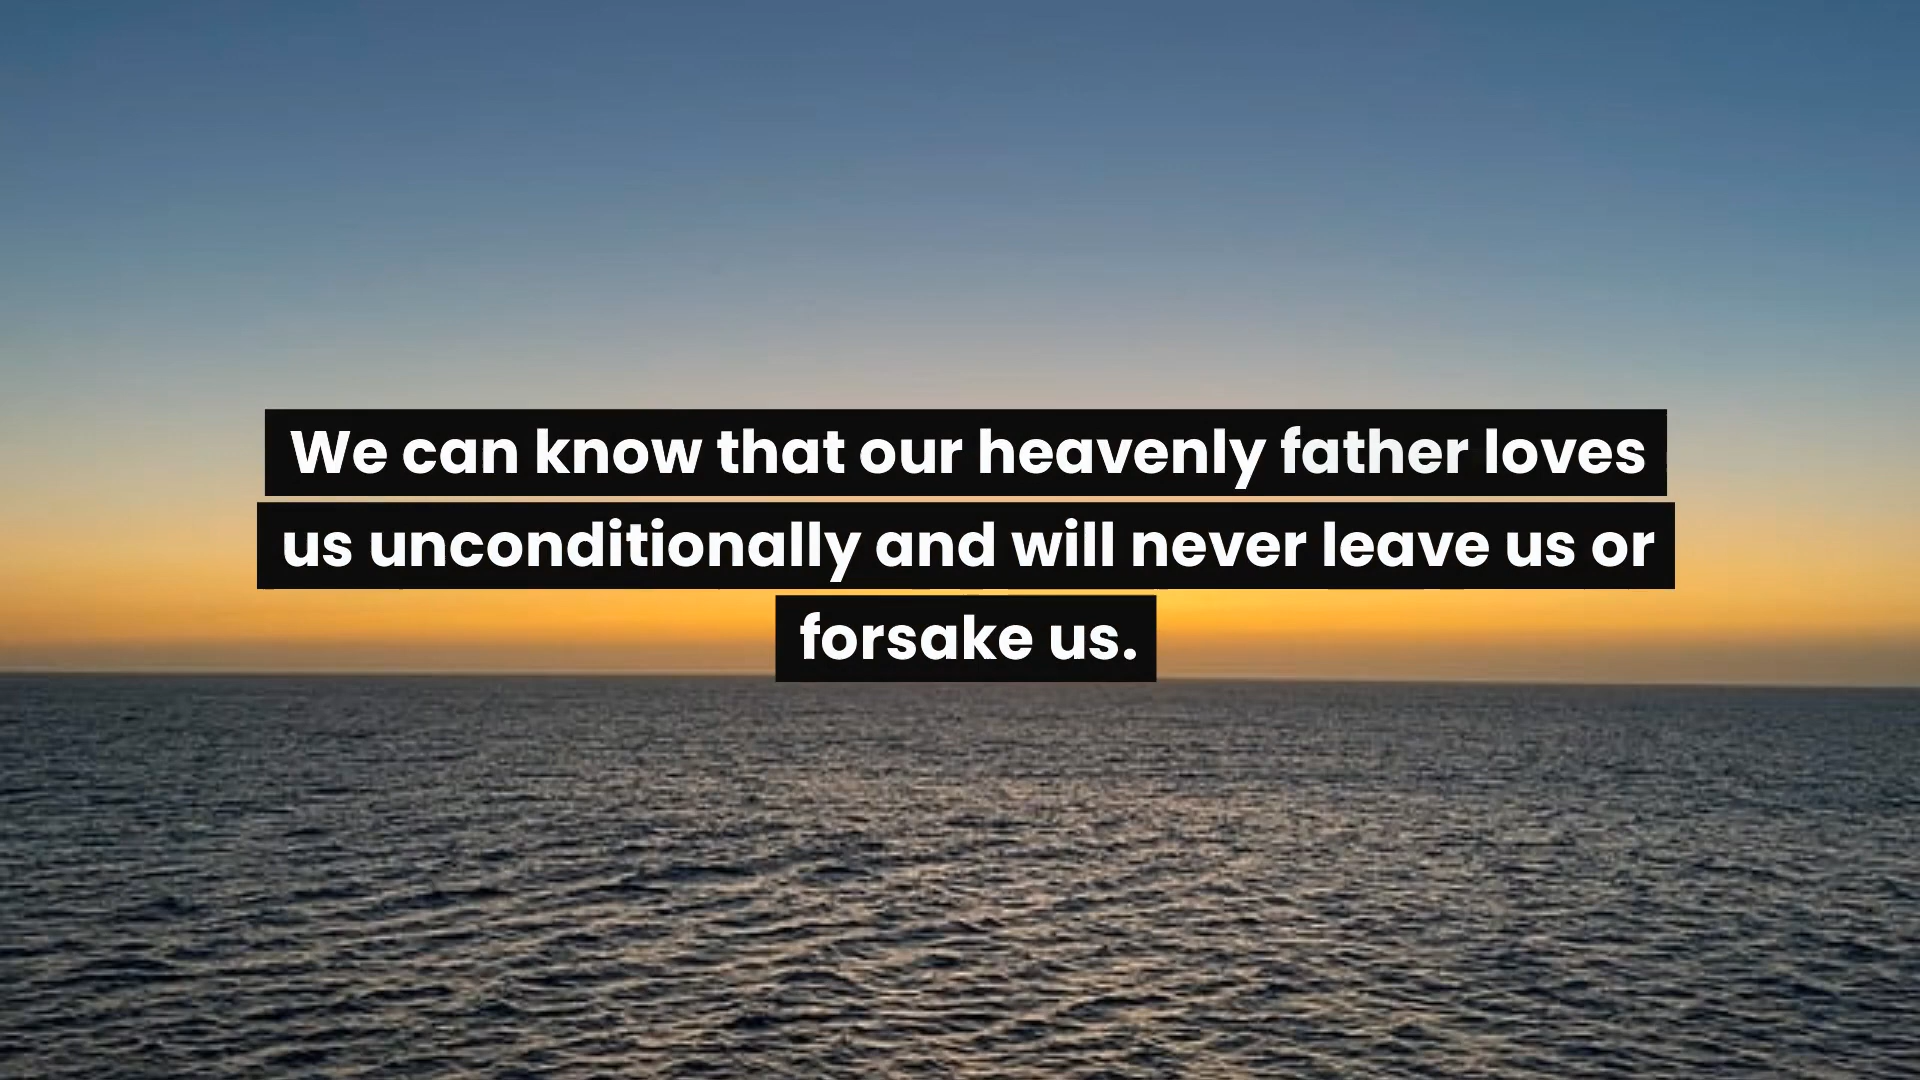 We can know that our heavenly father loves
us unconditionally and will never leave us or
forsake us.